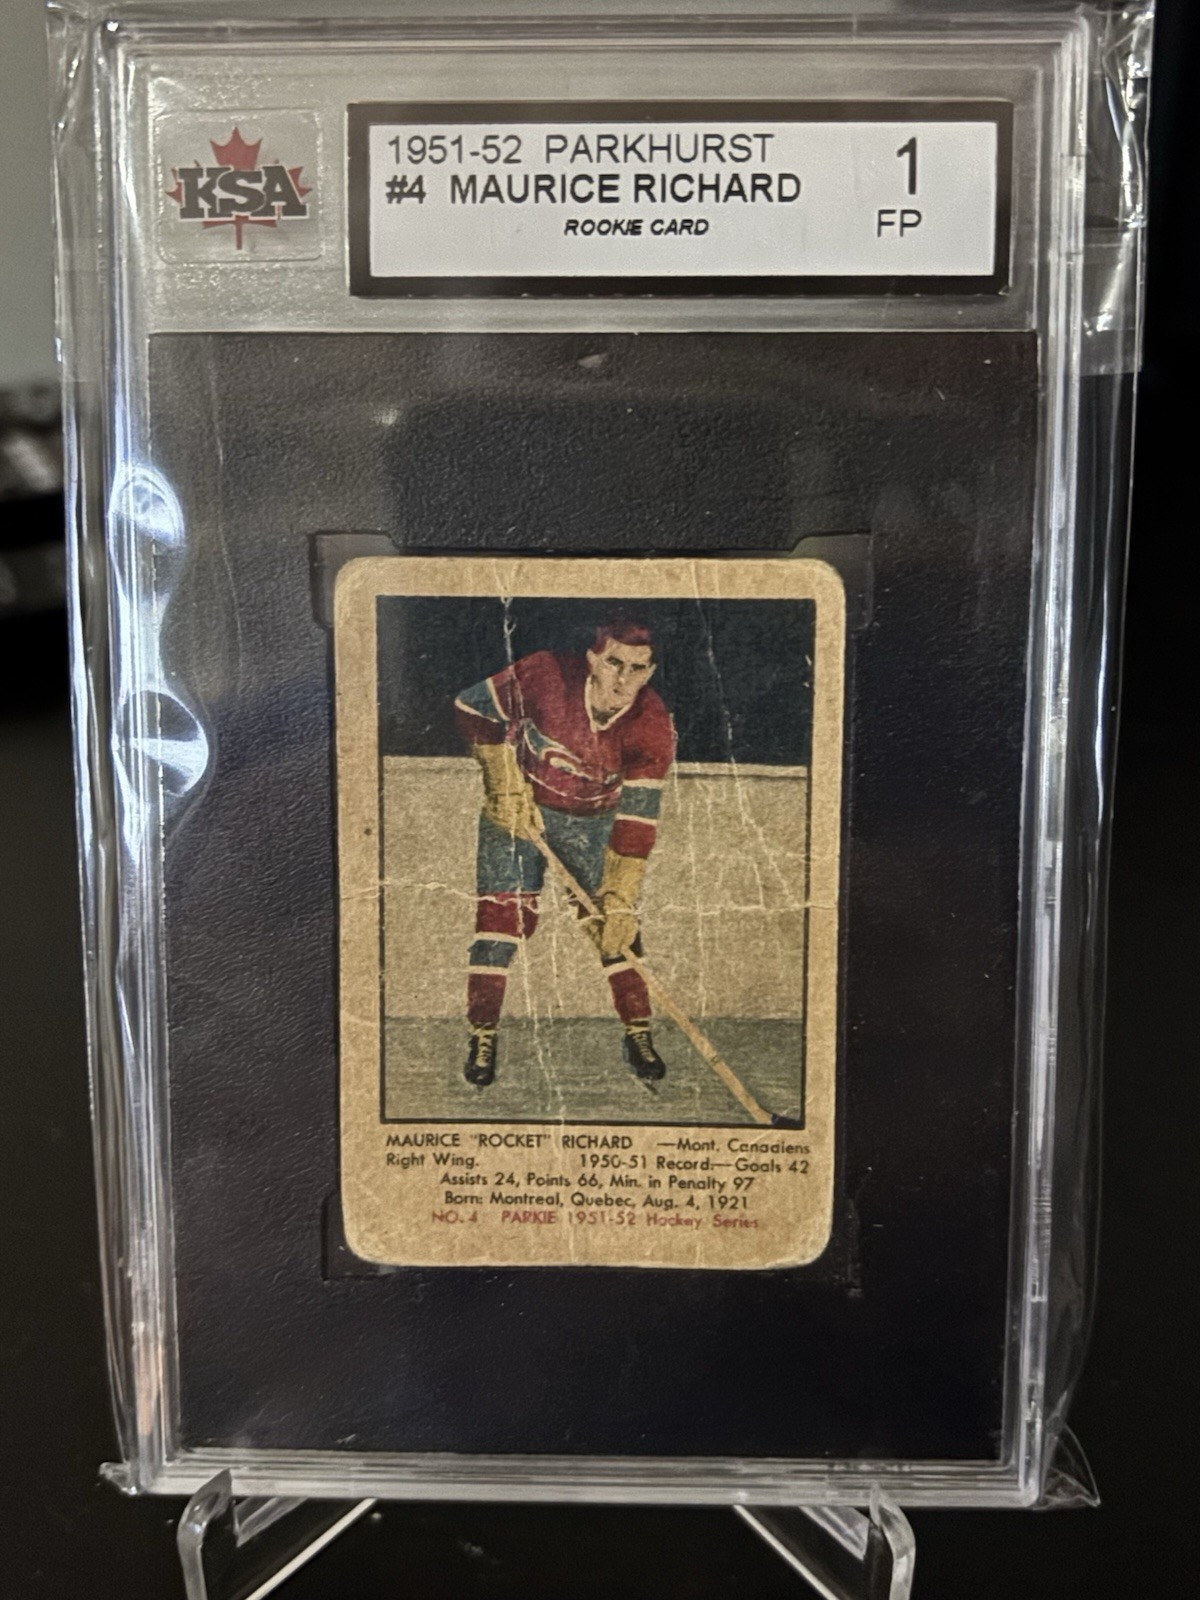 KSA
1951-52 PARKHURST
#4 MAURICE RICHARD
ROOKIE CARD
1
FP
MAURICE "ROCKET" RICHARD —Mont. Canadiens
Right Wing. 1950-51 Record:—Goals 42
Assists 24, Points 66, Min. in Penalty 97
Born: Montreal, Quebec, Aug. 4, 1921
NO. 4 PARKIE 1951-52 Hockey Series